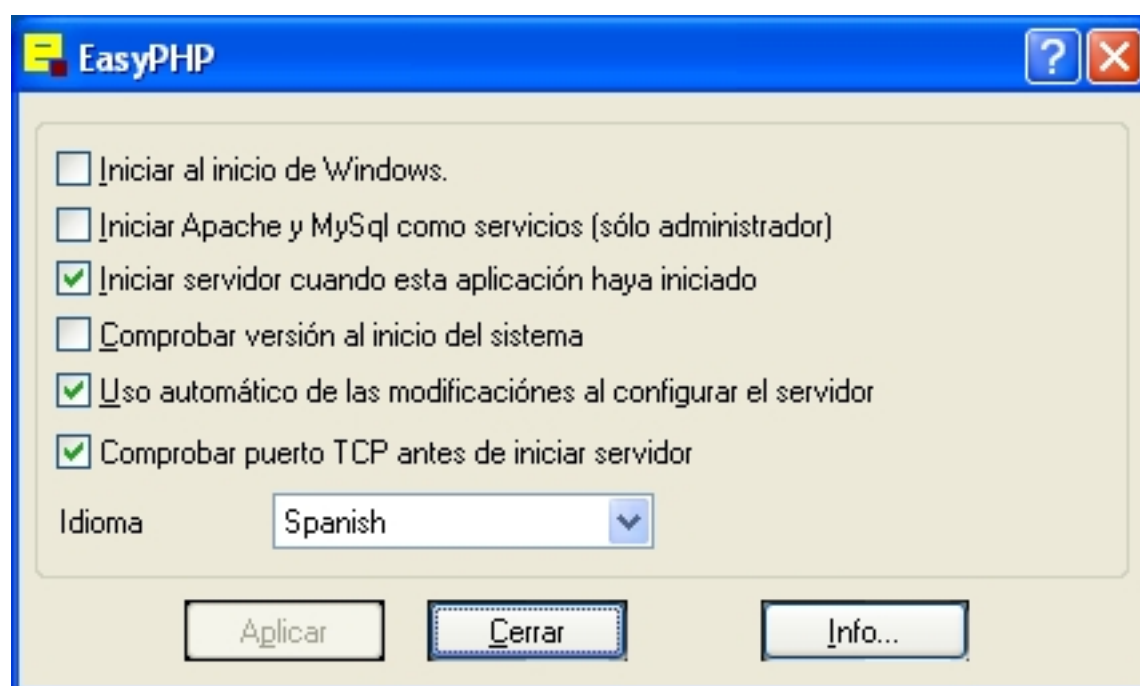 EasyPHP
Iniciar al inicio de Windows.
Iniciar Apache y MySql como servicios (sólo administrador)
Iniciar servidor cuando esta aplicación haya iniciado
Comprobar versión al inicio del sistema
Uso automático de las modificaciónes al configurar el servidor
Comprobar puerto TCP antes de iniciar servidor
Idioma Spanish
Aplicar Cerrar Info...